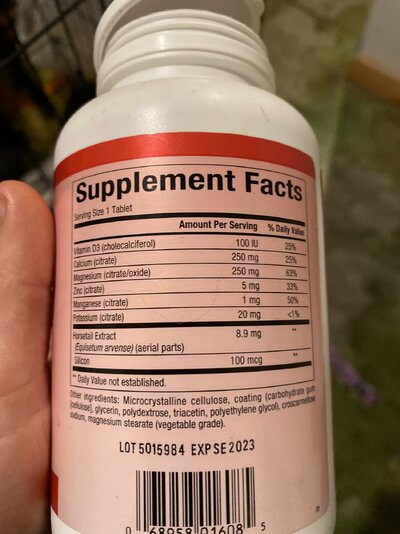 Supplement Facts
Serving Size 1 Tablet
Amount Per Serving % Daily Value
Vitamin D3 (cholecalciferol) 100 IU 25%
Calcium (citrate) 250 mg 25%
Magnesium (citrate/oxide) 250 mg 63%
Zinc (citrate) 5 mg 33%
Manganese (citrate) 1 mg 50%
Potassium (citrate) 20 mg <1%
Horsetail Extract 8.9 mg **
(Equisetum arvense) (aerial parts)
Silicon 100 mcg **
** Daily Value not established.
Other ingredients: Microcrystalline cellulose, coating (carbohydrate gum
[cellulose], glycerin, polydextrose, triacetin, polyethylene glycol), croscarmellose
sodium, magnesium stearate (vegetable grade).
LOT 5015984 EXP SE 2023
0 68958 01608 5